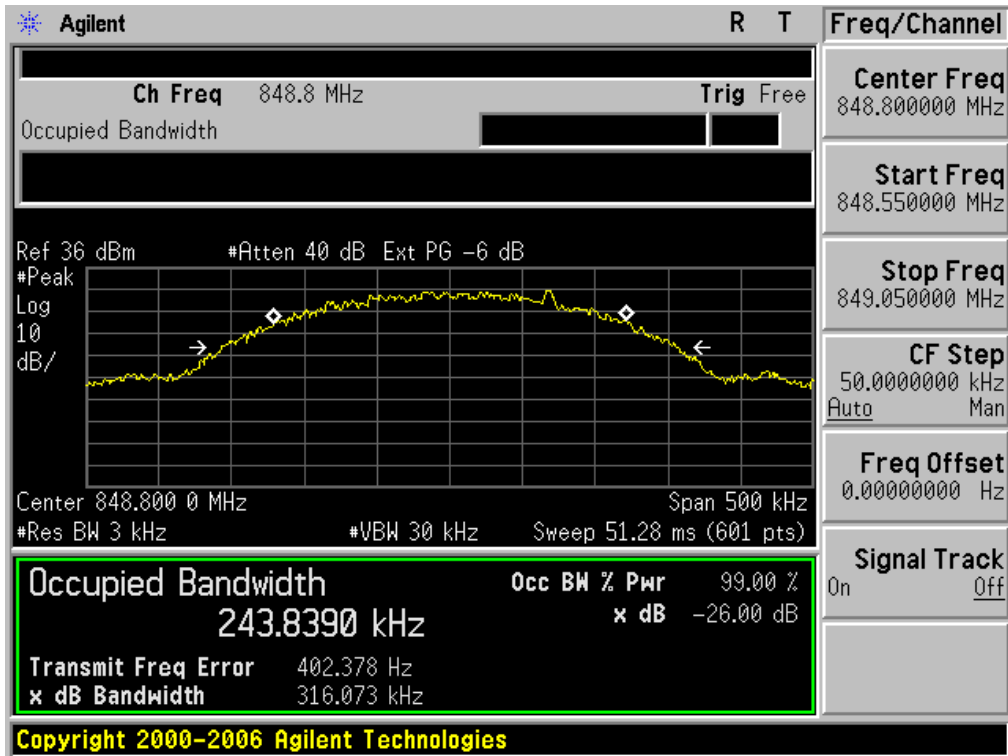 Agilent R T
Freq/Channel
Ch Freq 848.8 MHz Trig Free
Occupied Bandwidth
Center Freq
848.800000 MHz
Start Freq
848.550000 MHz
Stop Freq
849.050000 MHz
CF Step
50.0000000 kHz
Auto Man
Freq Offset
0.00000000 Hz
Signal Track
On Off
Ref 36 dBm #Atten 40 dB Ext PG -6 dB
#Peak
Log
10
dB/
Center 848.800 0 MHz Span 500 kHz
#Res BW 3 kHz #VBW 30 kHz Sweep 51.28 ms (601 pts)
Occupied Bandwidth
243.8390 kHz
Occ BW % Pwr 99.00 %
x dB -26.00 dB
Transmit Freq Error 402.378 Hz
x dB Bandwidth 316.073 kHz
Copyright 2000-2006 Agilent Technologies